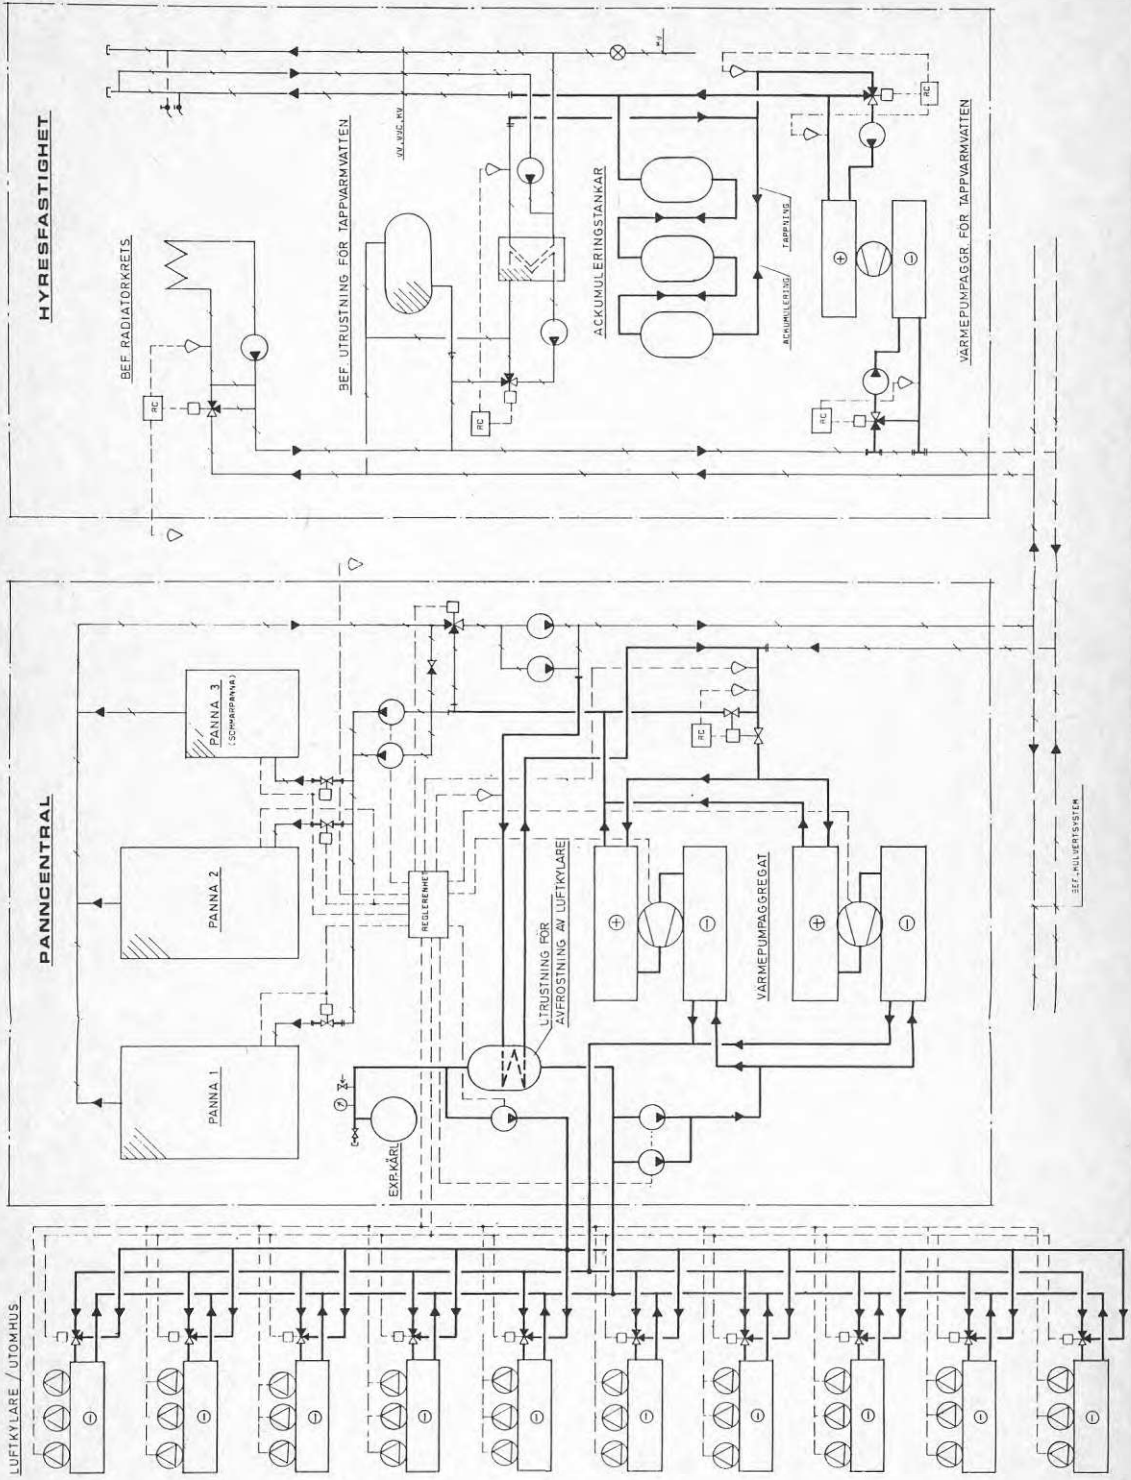 LUFTKYLARE / UTOMHUS
PANNCENTRAL
PANNA 1
PANNA 2
PANNA 3
(SOMMARPANNA)
EXP.KÄRL
REGLERENHET
UTRUSTNING FÖR
AVFROSTNING AV LUFTKYLARE
VÄRMEPUMPAGGREGAT
RC
BEF. KULVERTSYSTEM
HYRESFASTIGHET
BEF. RADIATORKRETS
RC
BEF. UTRUSTNING FÖR TAPPVARMVATTEN
VV, VVC, KV
RC
ACKUMULERINGSTANKAR
ACKUMULERING
TAPPNING
RC
RC
VÄRMEPUMPAGGR. FÖR TAPPVARMVATTEN